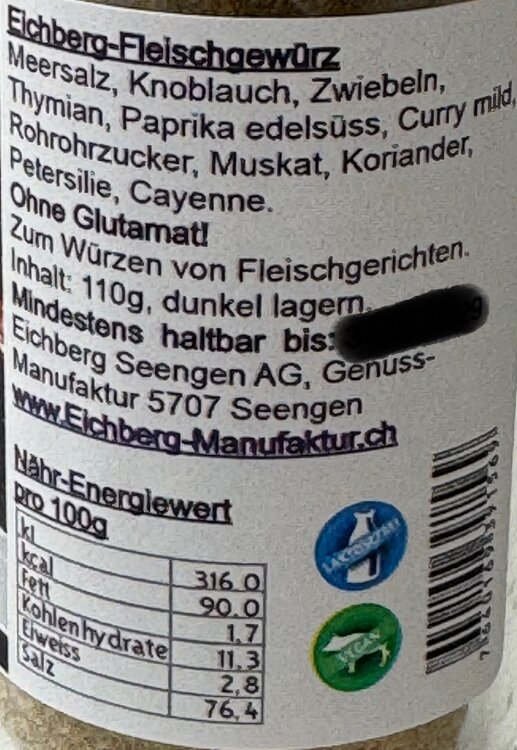 Eichberg-Fleischgewürz
Meersalz, Knoblauch, Zwiebeln,
Thymian, Paprika edelsüss, Curry mild,
Rohrohrzucker, Muskat, Koriander,
Petersilie, Cayenne.
Ohne Glutamat!
Zum Würzen von Fleischgerichten.
Inhalt: 110g, dunkel lagern.
Mindestens haltbar bis:
Eichberg Seengen AG, Genuss-
Manufaktur 5707 Seengen
www.Eichberg-Manufaktur.ch
Nähr-Energiewert
pro 100g
kJ 316.0
kcal 90.0
Fett 1.7
Kohlenhydrate 11.3
Eiweiss 2,8
Salz 76.4
LAKTOSEFREI
VEGAN